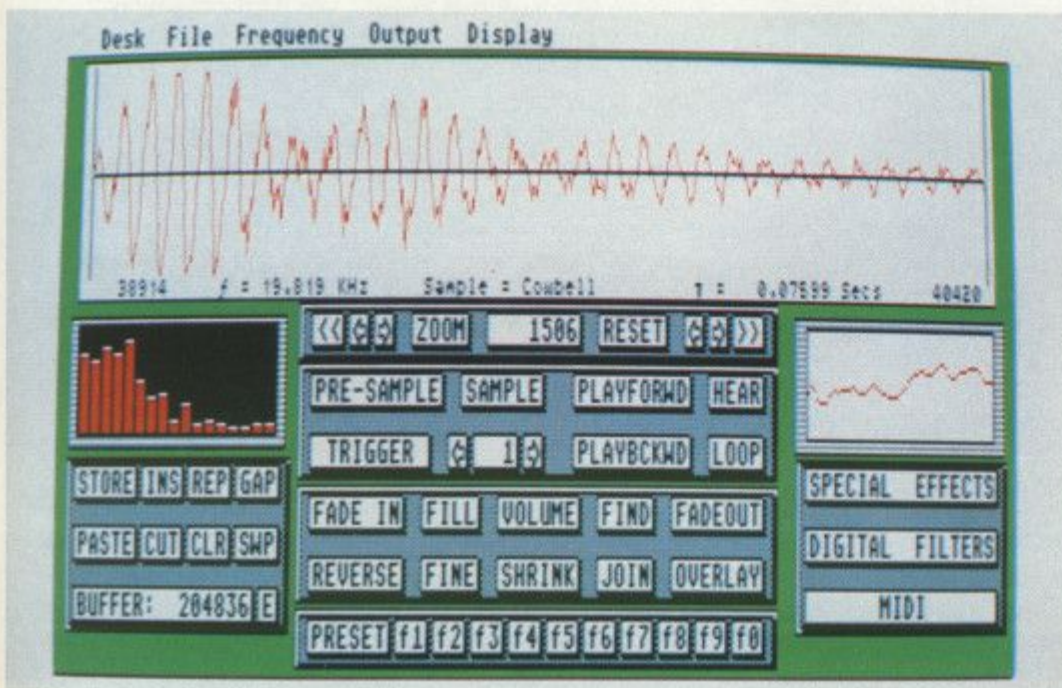 Desk File Frequency Output Display
38914 f = 19.819 KHz Sample = Cowbell T = 0.07599 Secs 40420
<< ZOOM 1506 RESET >>
PRE-SAMPLE SAMPLE PLAYFORWD HEAR
TRIGGER 1 PLAYBCKWD LOOP
STORE INS REP GAP
PASTE CUT CLR SWP
BUFFER: 204836 E
FADE IN FILL VOLUME FIND FADEOUT
REVERSE FINE SHRINK JOIN OVERLAY
PRESET f1 f2 f3 f4 f5 f6 f7 f8 f9 f0
SPECIAL EFFECTS
DIGITAL FILTERS
MIDI